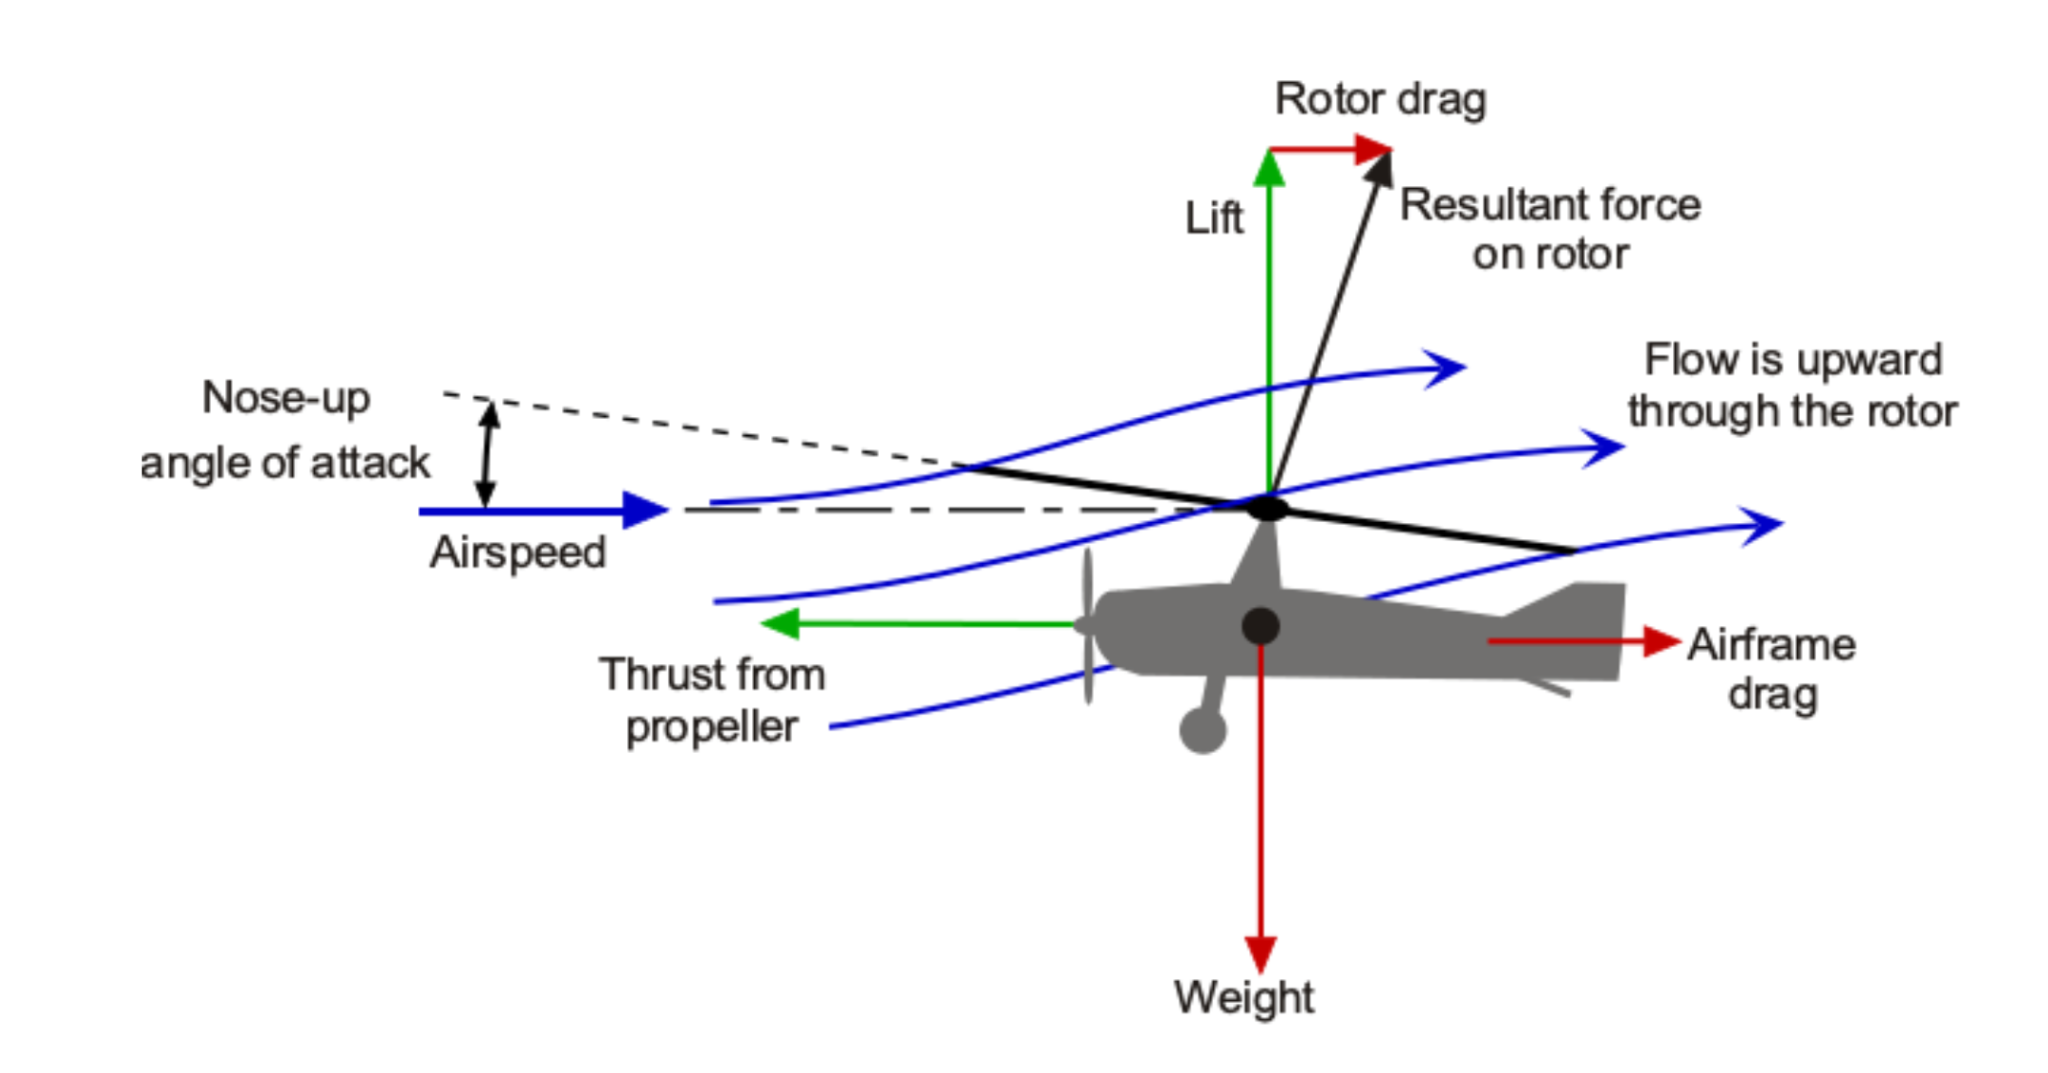 Rotor drag
Lift
Resultant force
on rotor
Nose-up
angle of attack
Flow is upward
through the rotor
Airspeed
Thrust from
propeller
Airframe
drag
Weight